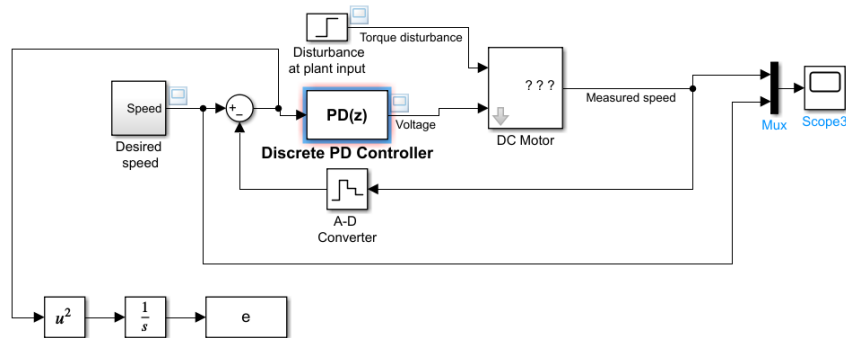 Torque disturbance
Disturbance
at plant input
? ? ?
Speed
+
−
PD(z)
Voltage
Measured speed
Desired
speed
Discrete PD Controller
DC Motor
Mux
Scope3
A-D
Converter
u²
1
s
e